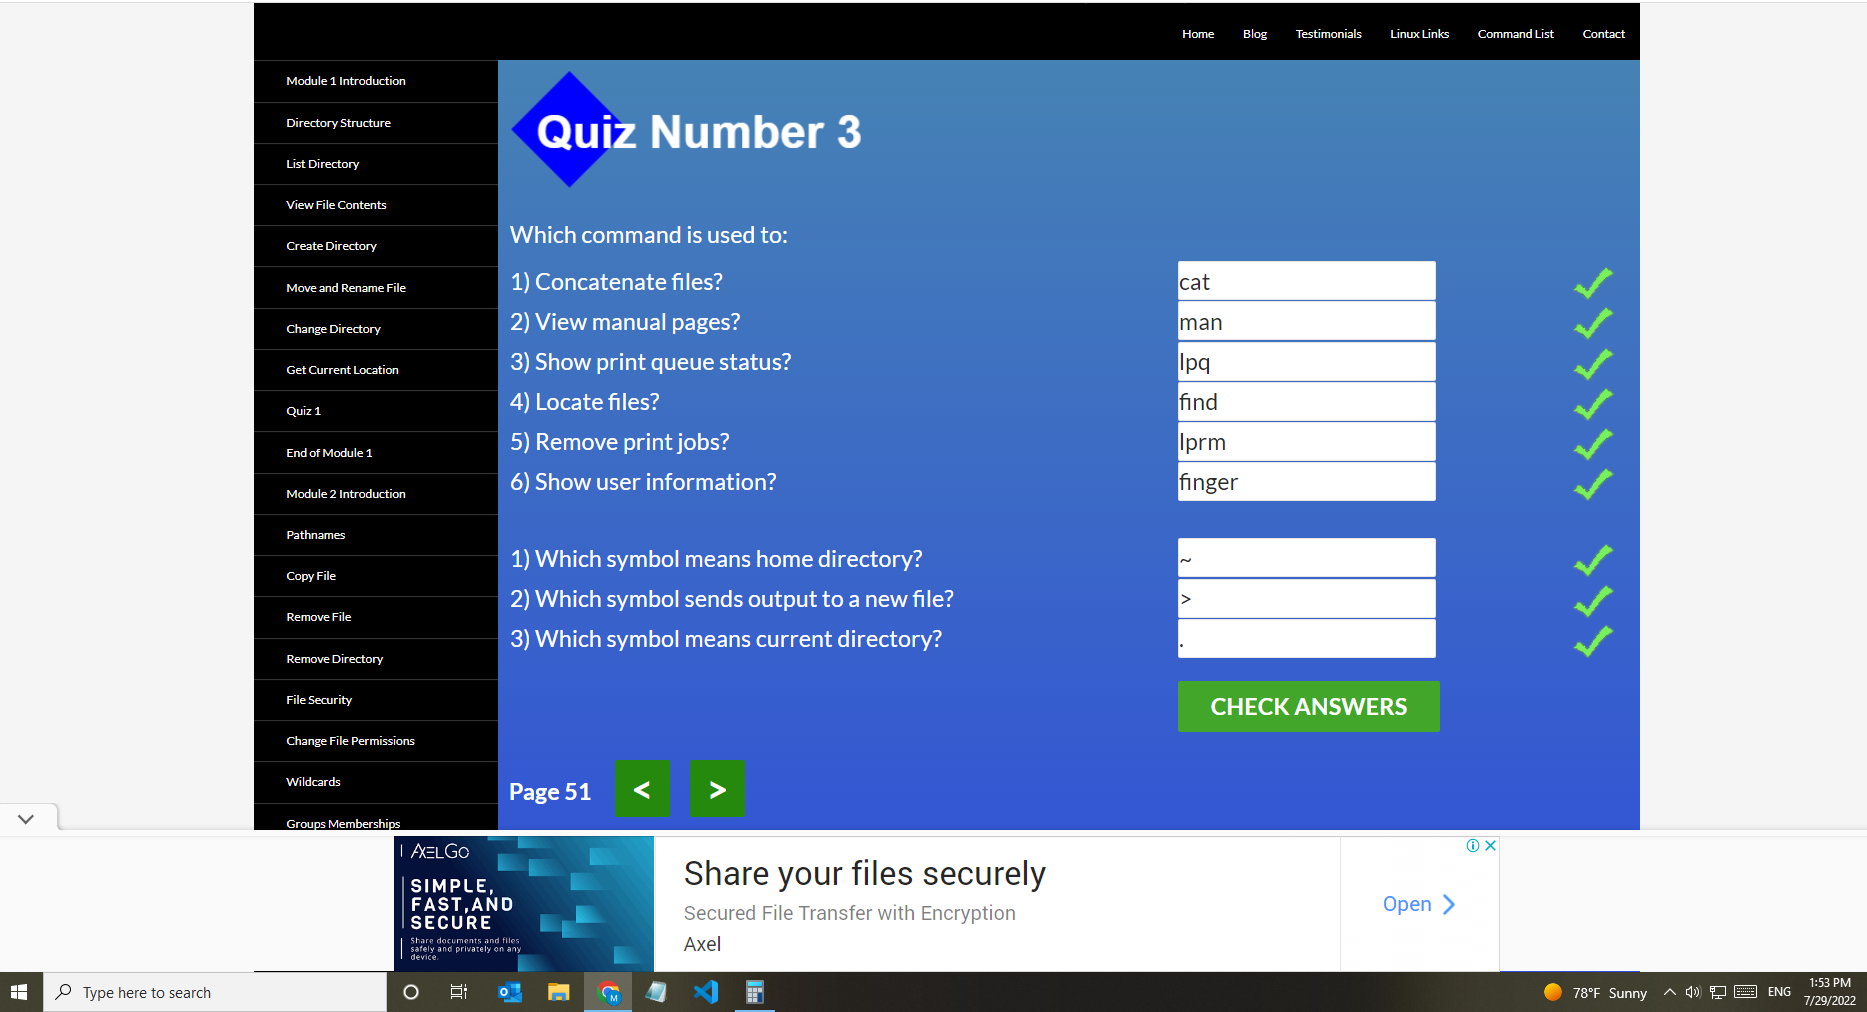 Home Blog Testimonials Linux Links Command List Contact
Module 1 Introduction
Directory Structure
List Directory
View File Contents
Create Directory
Move and Rename File
Change Directory
Get Current Location
Quiz 1
End of Module 1
Module 2 Introduction
Pathnames
Copy File
Remove File
Remove Directory
File Security
Change File Permissions
Wildcards
Groups Memberships
Quiz Number 3
Which command is used to:
1) Concatenate files? cat
2) View manual pages? man
3) Show print queue status? lpq
4) Locate files? find
5) Remove print jobs? lprm
6) Show user information? finger
1) Which symbol means home directory? ~
2) Which symbol sends output to a new file? >
3) Which symbol means current directory? .
CHECK ANSWERS
Page 51 < >
AXELGO
SIMPLE,
FAST,AND
SECURE
Share documents and files
safely and privately on any
device.
Share your files securely
Secured File Transfer with Encryption
Axel
Open
Type here to search
78°F Sunny
ENG
1:53 PM
7/29/2022